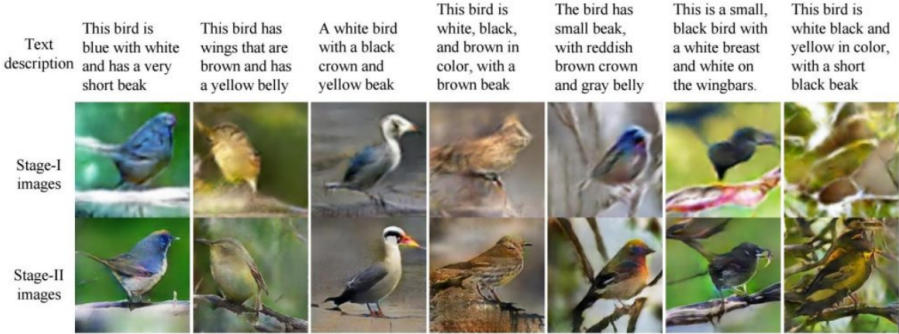 Text
description
This bird is
blue with white
and has a very
short beak
This bird has
wings that are
brown and has
a yellow belly
A white bird
with a black
crown and
yellow beak
This bird is
white, black,
and brown in
color, with a
brown beak
The bird has
small beak,
with reddish
brown crown
and gray belly
This is a small,
black bird with
a white breast
and white on
the wingbars.
This bird is
white black and
yellow in color,
with a short
black beak
Stage-I
images
Stage-II
images